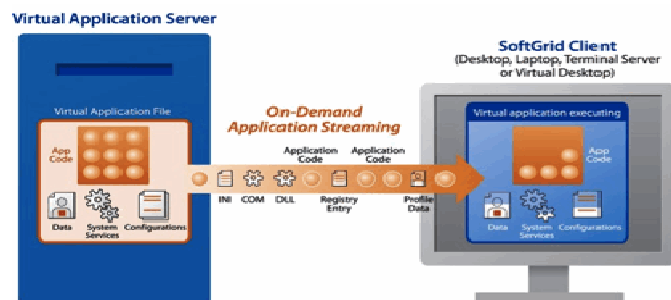 Virtual Application Server
SoftGrid Client
(Desktop, Laptop, Terminal Server
or Virtual Desktop)
Virtual Application File
App
Code
Data
System
Services
Configurations
On-Demand
Application Streaming
Application
Code
Application
Code
INI
COM
DLL
Registry
Entry
Profile
Data
Virtual application executing
App
Code
Data
System
Services
Configurations